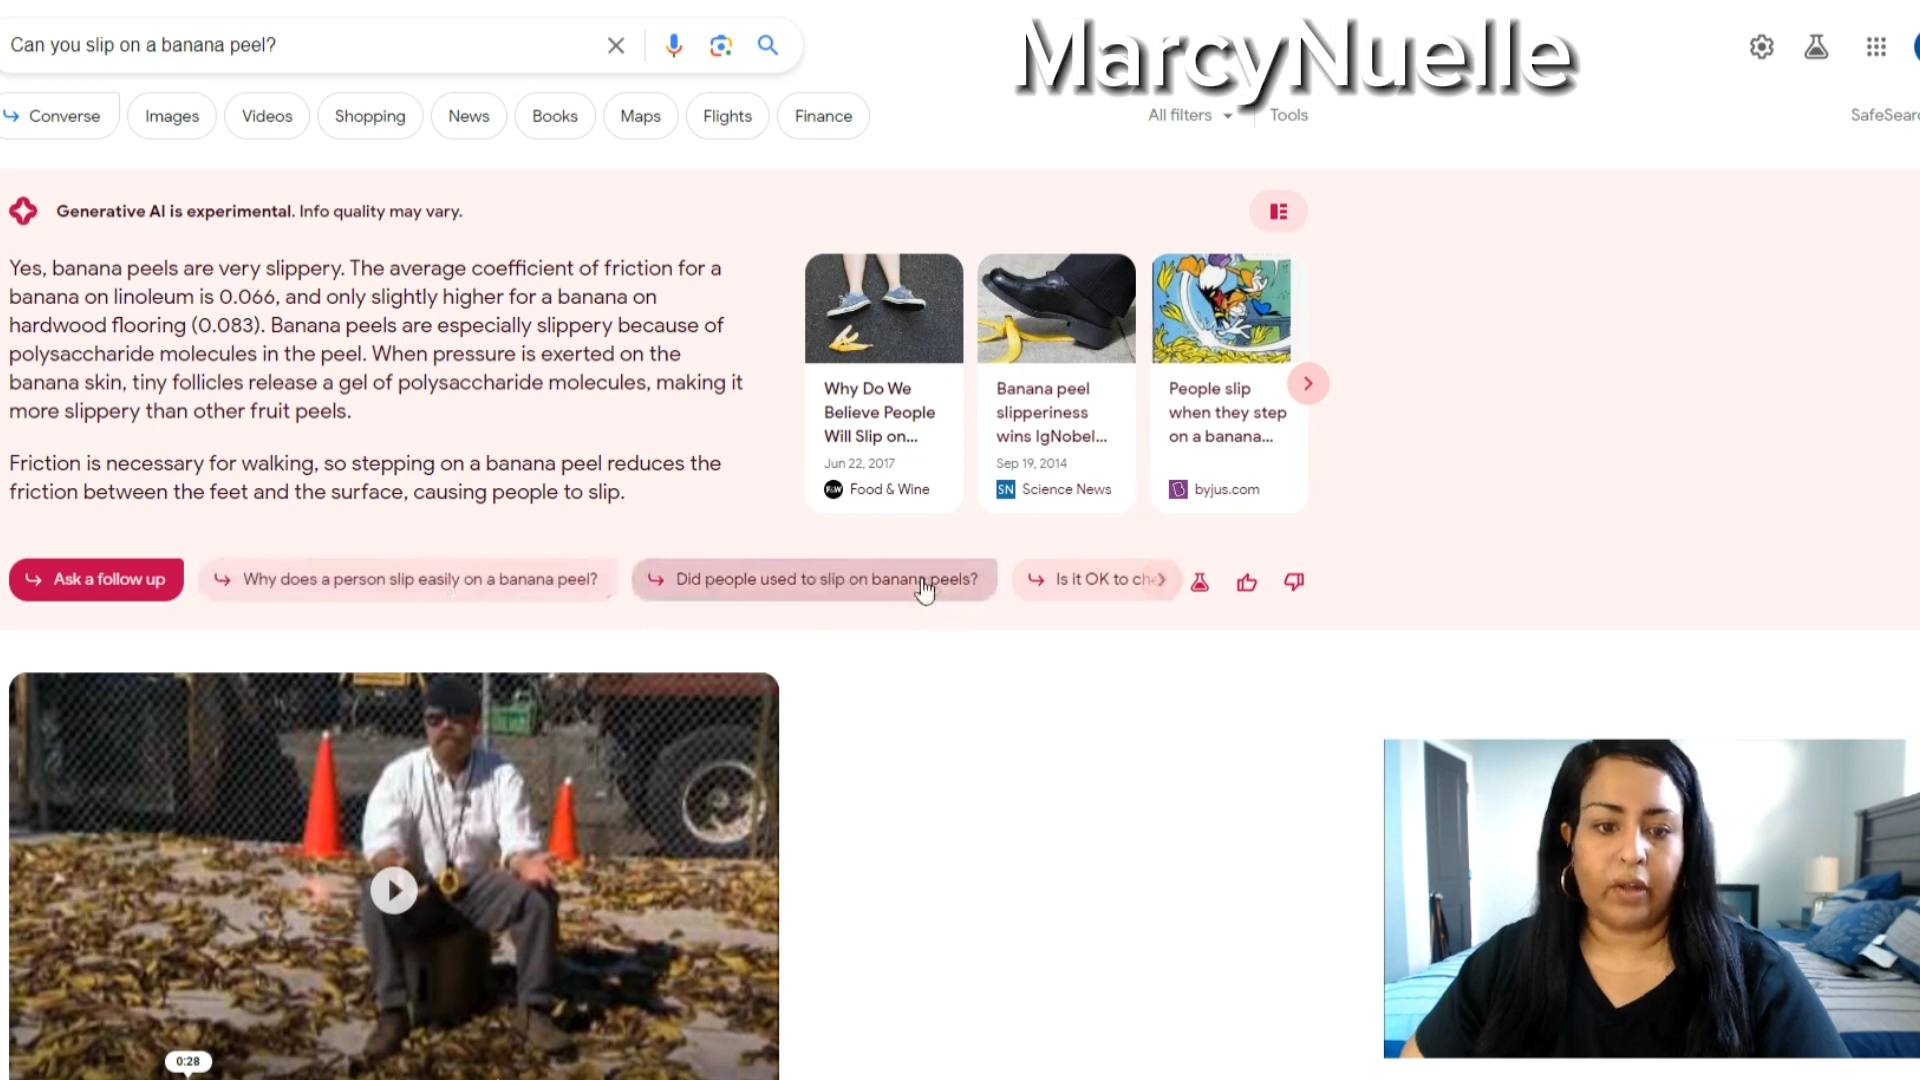 Can you slip on a banana peel?
MarcyNuelle
Converse
Images
Videos
Shopping
News
Books
Maps
Flights
Finance
All filters
Tools
SafeSearc
Generative AI is experimental. Info quality may vary.
Yes, banana peels are very slippery. The average coefficient of friction for a
banana on linoleum is 0.066, and only slightly higher for a banana on
hardwood flooring (0.083). Banana peels are especially slippery because of
polysaccharide molecules in the peel. When pressure is exerted on the
banana skin, tiny follicles release a gel of polysaccharide molecules, making it
more slippery than other fruit peels.
Friction is necessary for walking, so stepping on a banana peel reduces the
friction between the feet and the surface, causing people to slip.
Why Do We
Believe People
Will Slip on...
Jun 22, 2017
F&W
Food & Wine
Banana peel
slipperiness
wins IgNobel...
Sep 19, 2014
SN
Science News
People slip
when they step
on a banana...
byjus.com
Ask a follow up
Why does a person slip easily on a banana peel?
Did people used to slip on banana peels?
Is it OK to che
0:28